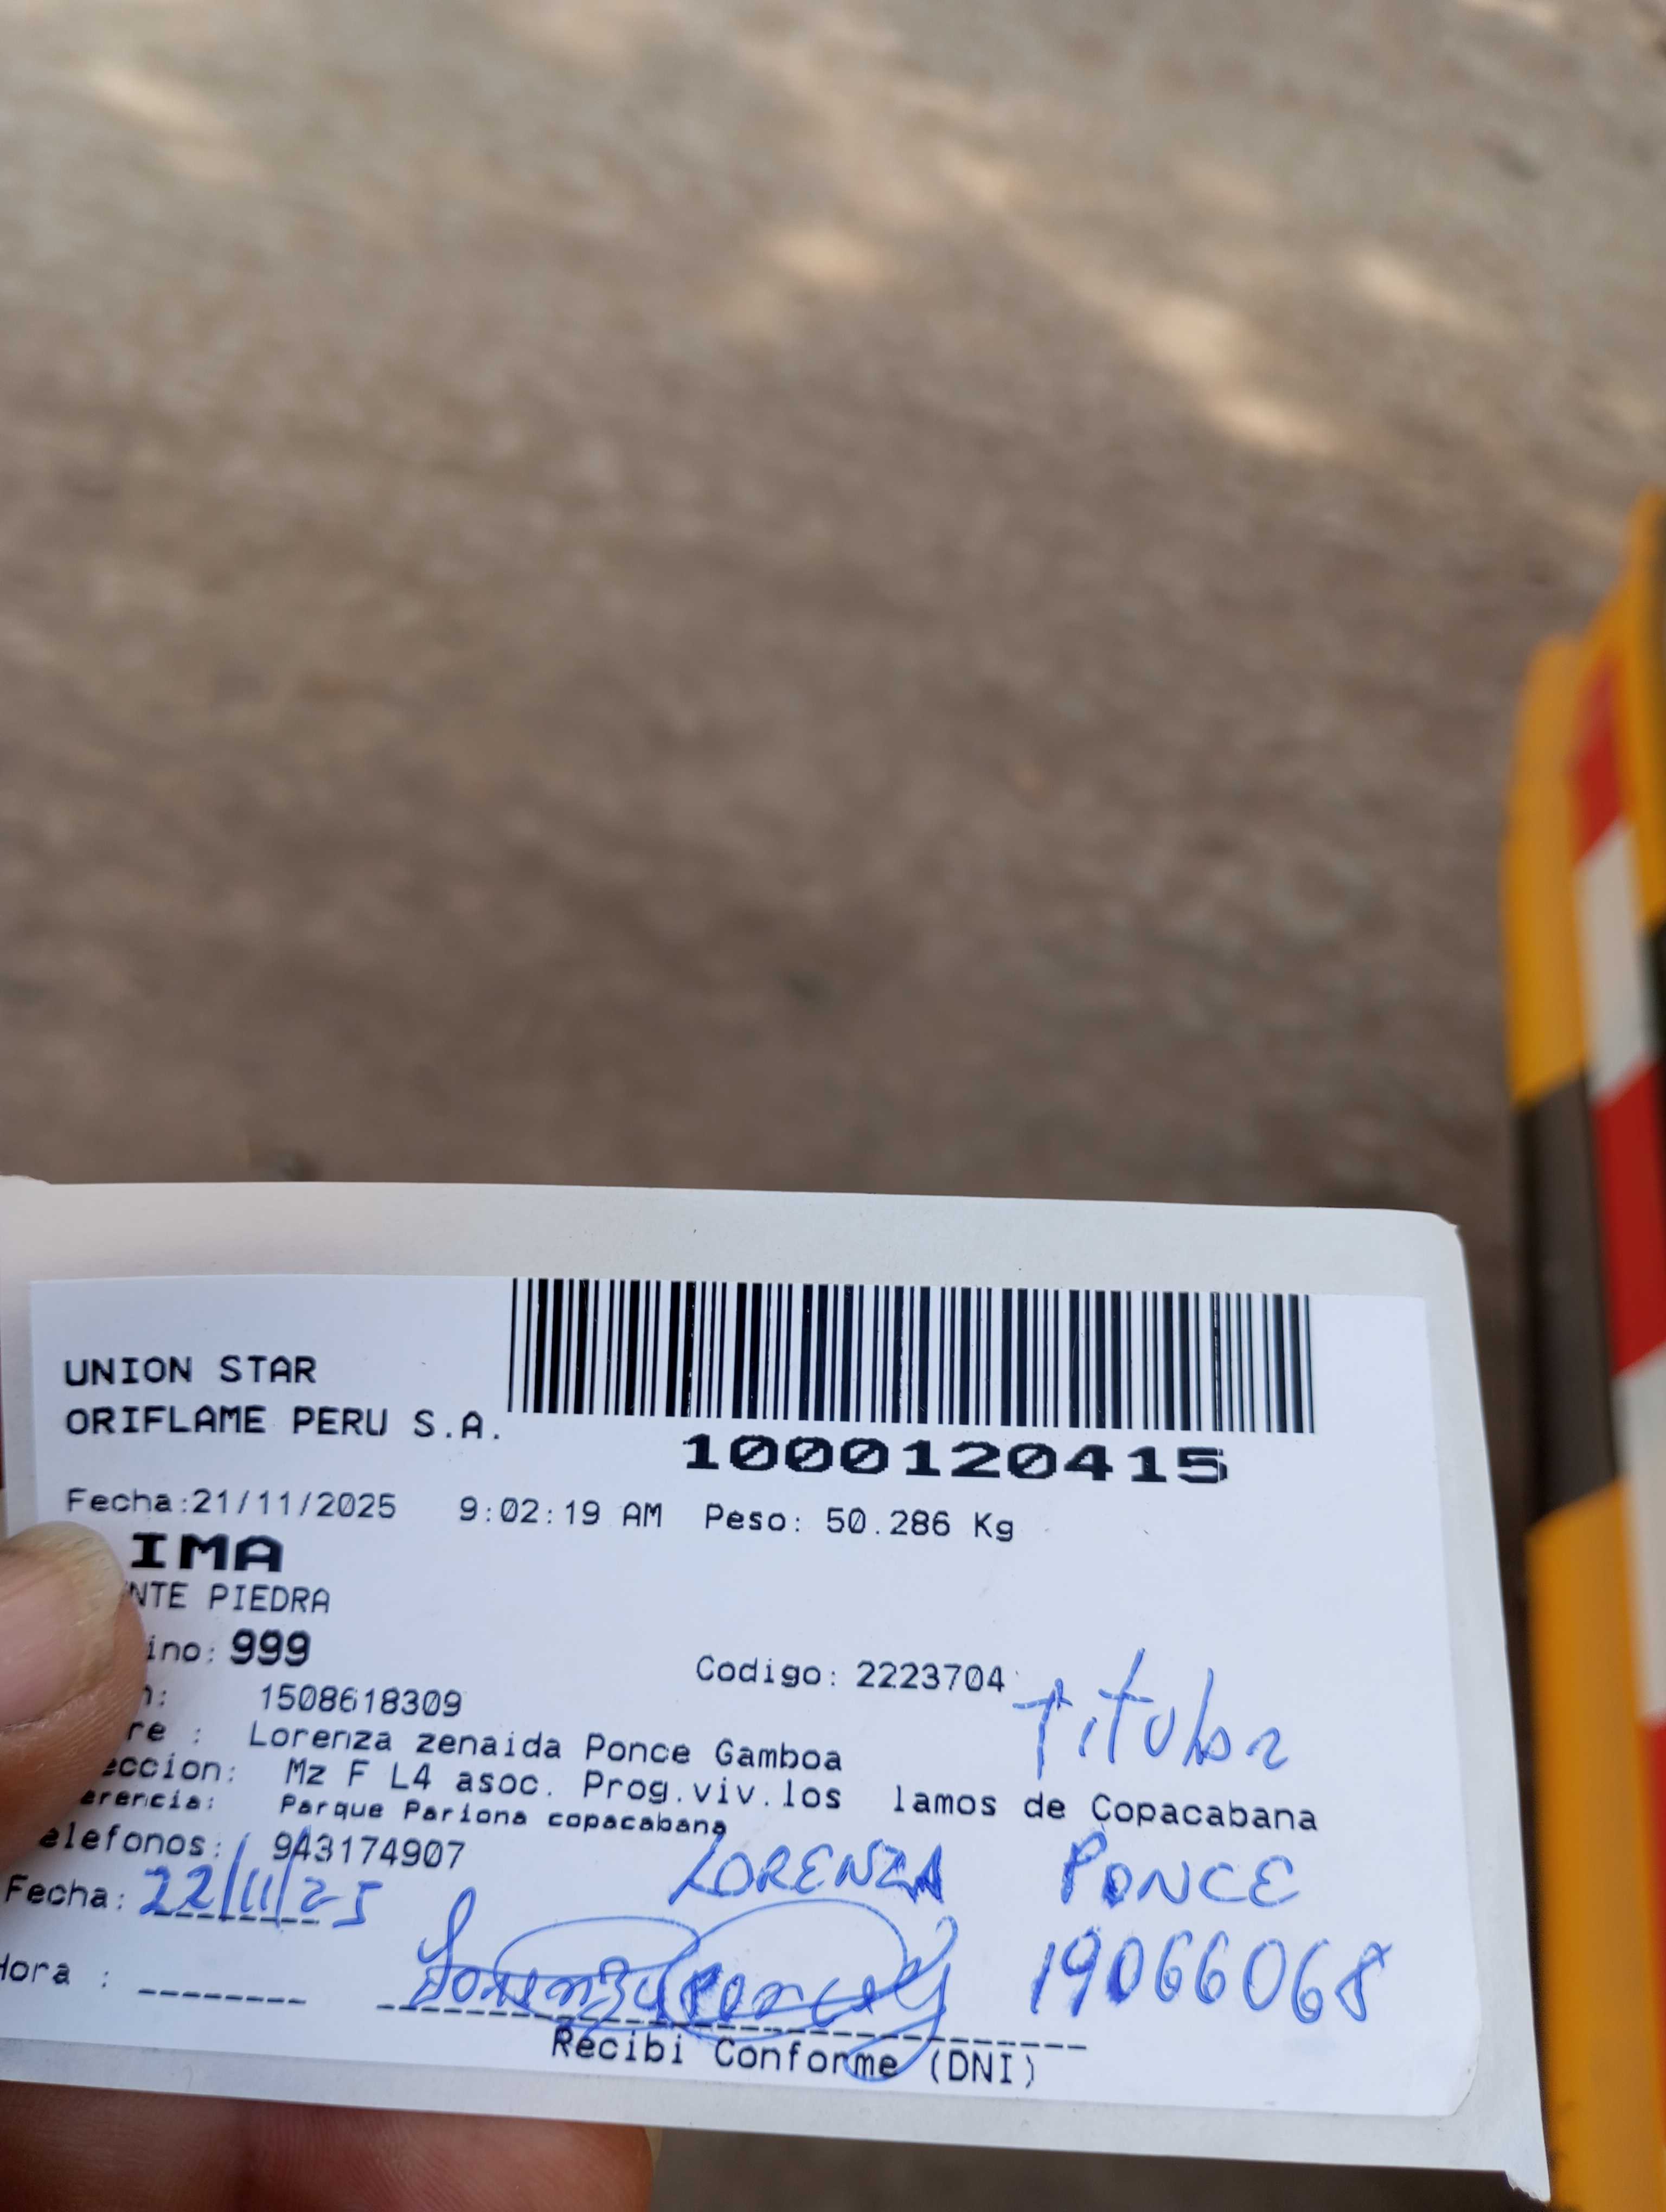 UNION STAR
ORIFLAME PERU S.A.
1000120415
Fecha:21/11/2025 9:02:19 AM Peso: 50.286 Kg
IMA
NTE PIEDRA
ino: 999
Codigo: 2223704
n: 1508618309
titular
re : Lorenza zenaida Ponce Gamboa
eccion: Mz F L4 asoc. Prog.viv.los lamos de Copacabana
erencia: Parque Pariona copacabana
elefonos: 943174907
LORENZA PONCE
Fecha: 22/11/25
19066068
Hora :
Lorenza Ponce G
Recibi Conforme (DNI)